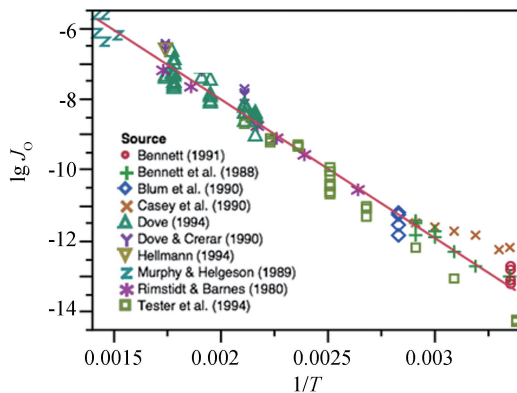 -6
-8
-10
-12
-14
lg J_O
Source
Bennett (1991)
Bennett et al. (1988)
Blum et al. (1990)
Casey et al. (1990)
Dove (1994)
Dove & Crerar (1990)
Hellmann (1994)
Murphy & Helgeson (1989)
Rimstidt & Barnes (1980)
Tester et al. (1994)
0.0015 0.002 0.0025 0.003
1/T